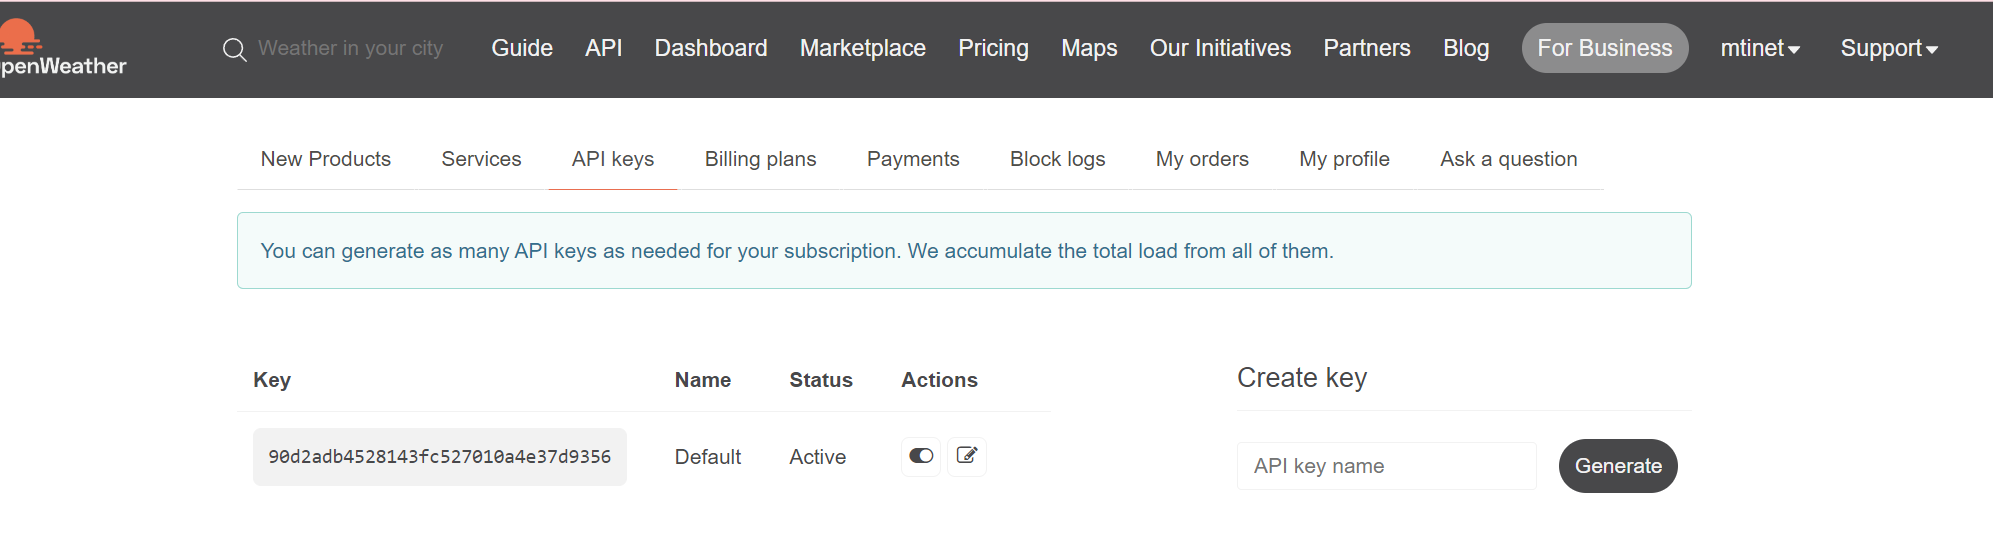 penWeather
Weather in your city
Guide API Dashboard Marketplace Pricing Maps Our Initiatives Partners Blog For Business mtinet Support
New Products Services API keys Billing plans Payments Block logs My orders My profile Ask a question
You can generate as many API keys as needed for your subscription. We accumulate the total load from all of them.
Key Name Status Actions
90d2adb4528143fc527010a4e37d9356 Default Active
Create key
API key name Generate